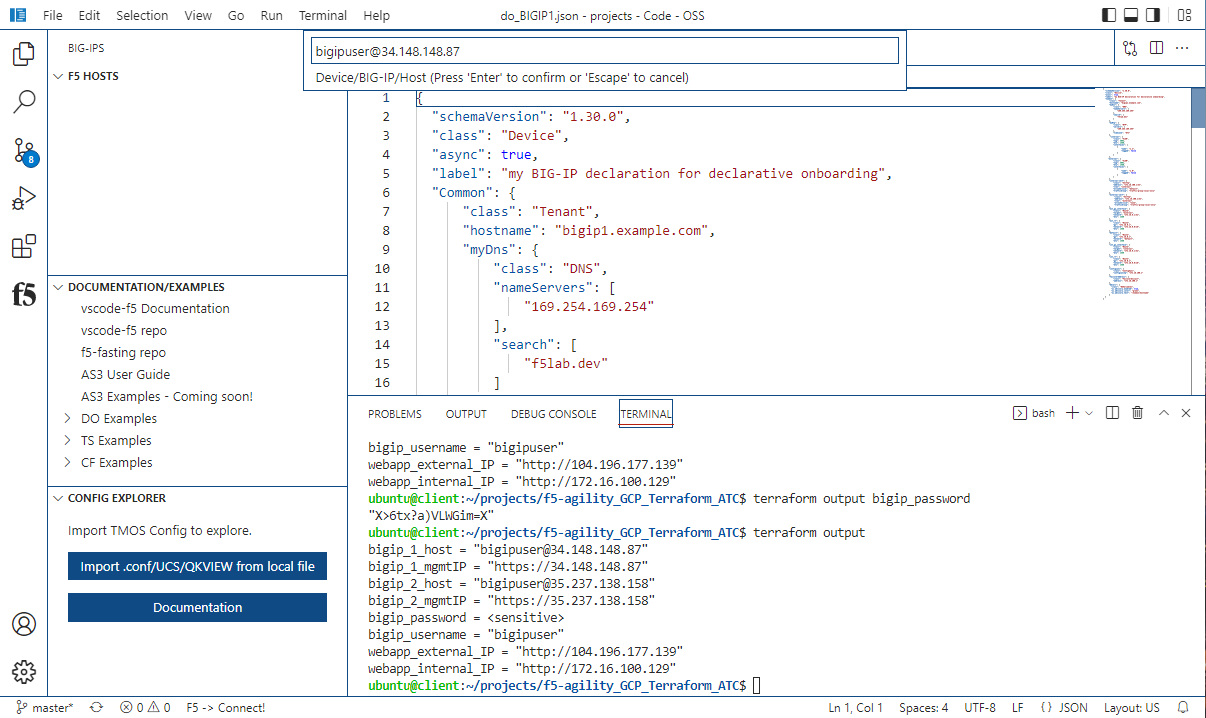 File Edit Selection View Go Run Terminal Help
do_BIGIP1.json - projects - Code - OSS
BIG-IPS
F5 HOSTS
bigipuser@34.148.148.87
Device/BIG-IP/Host (Press 'Enter' to confirm or 'Escape' to cancel)
8
f5
DOCUMENTATION/EXAMPLES
vscode-f5 Documentation
vscode-f5 repo
f5-fasting repo
AS3 User Guide
AS3 Examples - Coming soon!
DO Examples
TS Examples
CF Examples
CONFIG EXPLORER
Import TMOS Config to explore.
Import .conf/UCS/QKVIEW from local file
Documentation
1 {
2 "schemaVersion": "1.30.0",
3 "class": "Device",
4 "async": true,
5 "label": "my BIG-IP declaration for declarative onboarding",
6 "Common": {
7 "class": "Tenant",
8 "hostname": "bigip1.example.com",
9 "myDns": {
10 "class": "DNS",
11 "nameServers": [
12 "169.254.169.254"
13 ],
14 "search": [
15 "f5lab.dev"
16 ]
PROBLEMS OUTPUT DEBUG CONSOLE TERMINAL
bash
bigip_username = "bigipuser"
webapp_external_IP = "http://104.196.177.139"
webapp_internal_IP = "http://172.16.100.129"
ubuntu@client:~/projects/f5-agility_GCP_Terraform_ATC$ terraform output bigip_password
"X>6tx?a)VLWGim=X"
ubuntu@client:~/projects/f5-agility_GCP_Terraform_ATC$ terraform output
bigip_1_host = "bigipuser@34.148.148.87"
bigip_1_mgmtIP = "https://34.148.148.87"
bigip_2_host = "bigipuser@35.237.138.158"
bigip_2_mgmtIP = "https://35.237.138.158"
bigip_password = <sensitive>
bigip_username = "bigipuser"
webapp_external_IP = "http://104.196.177.139"
webapp_internal_IP = "http://172.16.100.129"
ubuntu@client:~/projects/f5-agility_GCP_Terraform_ATC$
master* 0 0 F5 -> Connect!
Ln 1, Col 1 Spaces: 4 UTF-8 LF {} JSON Layout: US